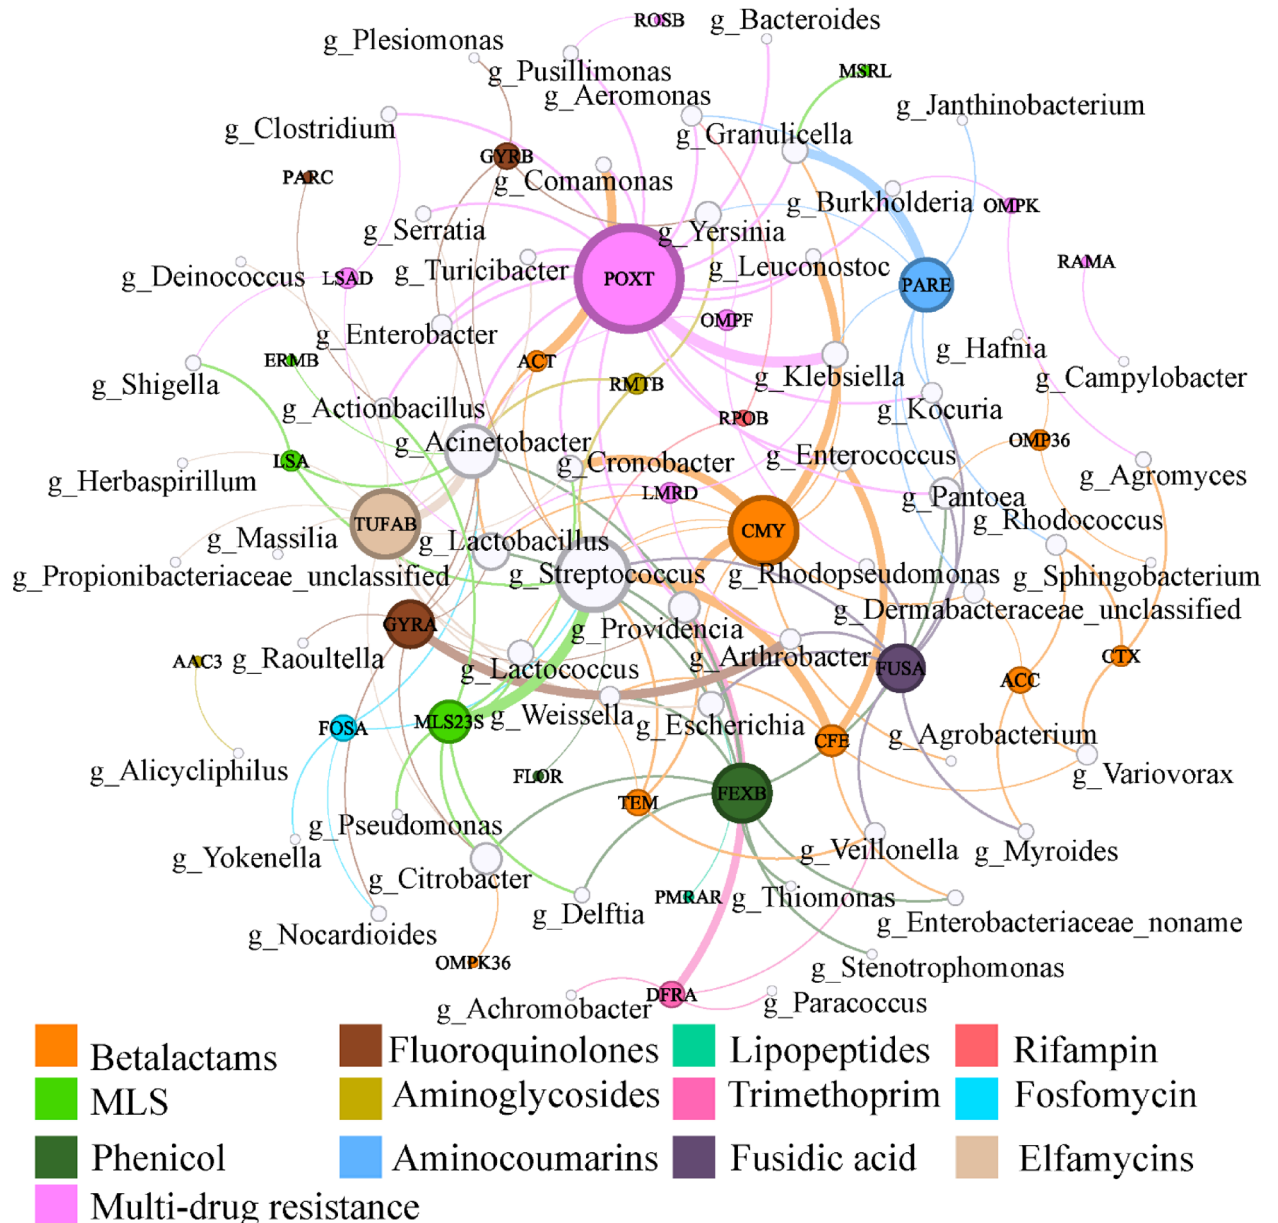 ROSB
g_Bacteroides
g_Plesiomonas
g_Pusillimonas
MSRL
g_Aeromonas
g_Janthinobacterium
g_Clostridium
g_Granulicella
GYRB
PARC
g_Comamonas
g_Burkholderia
OMPK
g_Serratia
g_Yersinia
g_Deinococcus
LSAD
g_Turicibacter
POXT
g_Leuconostoc
PARE
RAMA
OMPF
g_Enterobacter
ERMB
ACT
g_Hafnia
g_Shigella
RMTB
g_Klebsiella
g_Campylobacter
g_Actionbacillus
RPOB
g_Kocuria
g_Acinetobacter
OMP36
LSA
g_Cronobacter
g_Enterococcus
g_Herbaspirillum
LMRD
g_Agromyces
g_Pantoea
TUFAB
CMY
g_Rhodococcus
g_Massilia
g_Lactobacillus
g_Propionibacteriaceae_unclassified
g_Streptococcus
g_Rhodopseudomonas
g_Sphingobacterium
g_Dermabacteraceae_unclassified
GYRA
g_Providencia
AAC3
g_Raoultella
g_Lactococcus
g_Arthrobacter
FUSA
ACC
CTX
FOSA
MLS23S
g_Weissella
g_Escherichia
CFE
g_Agrobacterium
g_Alicycliphilus
FLOR
g_Variovorax
TEM
FEXB
g_Pseudomonas
g_Yokenella
g_Veillonella
g_Myroides
g_Citrobacter
PMRAR
g_Thiomonas
g_Delftia
g_Enterobacteriaceae_noname
g_Nocardioides
OMPK36
g_Stenotrophomonas
g_Achromobacter
DFRA
g_Paracoccus
Betalactams
Fluoroquinolones
Lipopeptides
Rifampin
MLS
Aminoglycosides
Trimethoprim
Fosfomycin
Phenicol
Aminocoumarins
Fusidic acid
Elfamycins
Multi-drug resistance